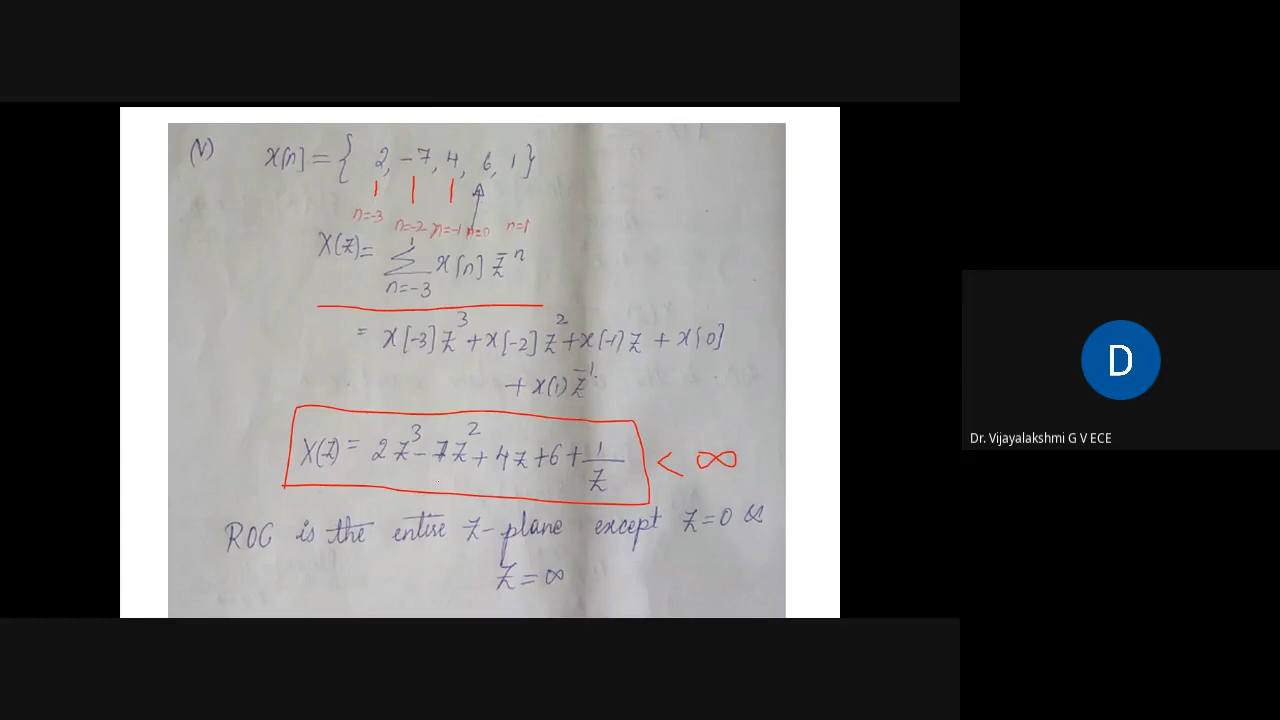 (V) x[n] = { 2, -7, 4, 6, 1 }
n=-3 n=-2 n=-1 n=0 n=1
X(Z) = 1
∑ x[n] Z^-n
n=-3
= x[-3] Z^3 + x[-2] Z^2 + x[-1] Z + x[0]
+ x(1) Z^-1
X(Z) = 2Z^3 - 7Z^2 + 4Z + 6 + 1/Z < ∞
ROC is the entire Z-plane except Z=0 &
Z=∞
D
Dr. Vijayalakshmi G V ECE